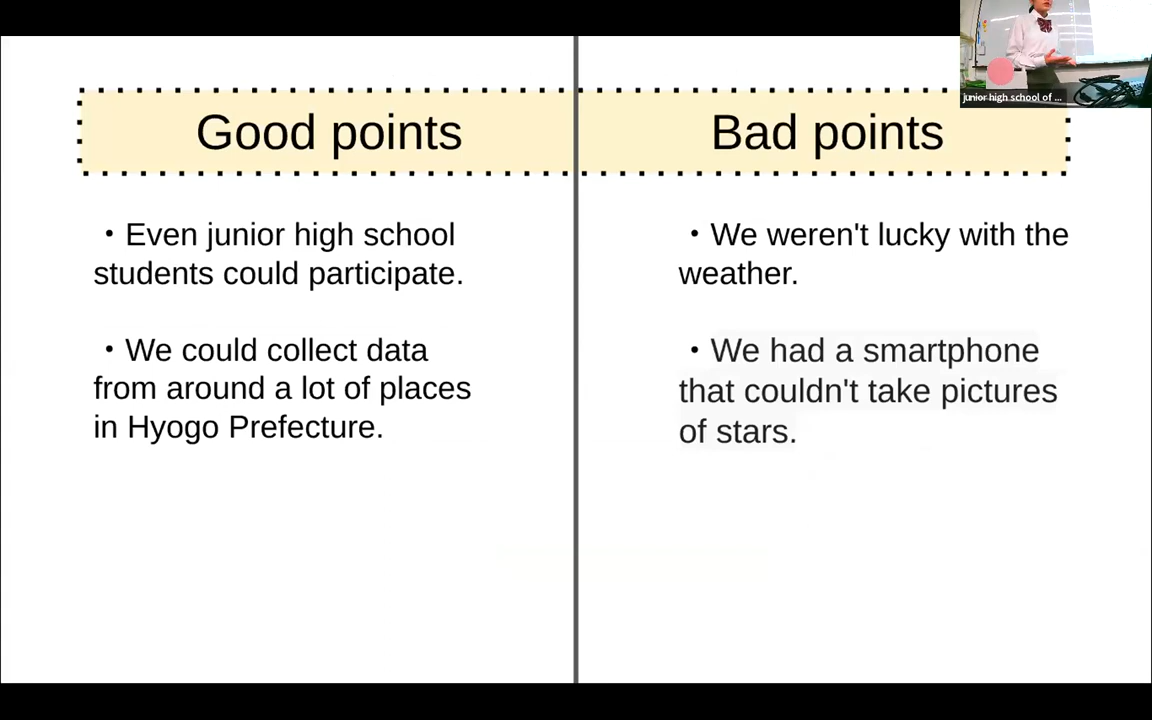 Good points
・Even junior high school
students could participate.
・We could collect data
from around a lot of places
in Hyogo Prefecture.
Bad points
・We weren't lucky with the
weather.
・We had a smartphone
that couldn't take pictures
of stars.
junior high school of ...